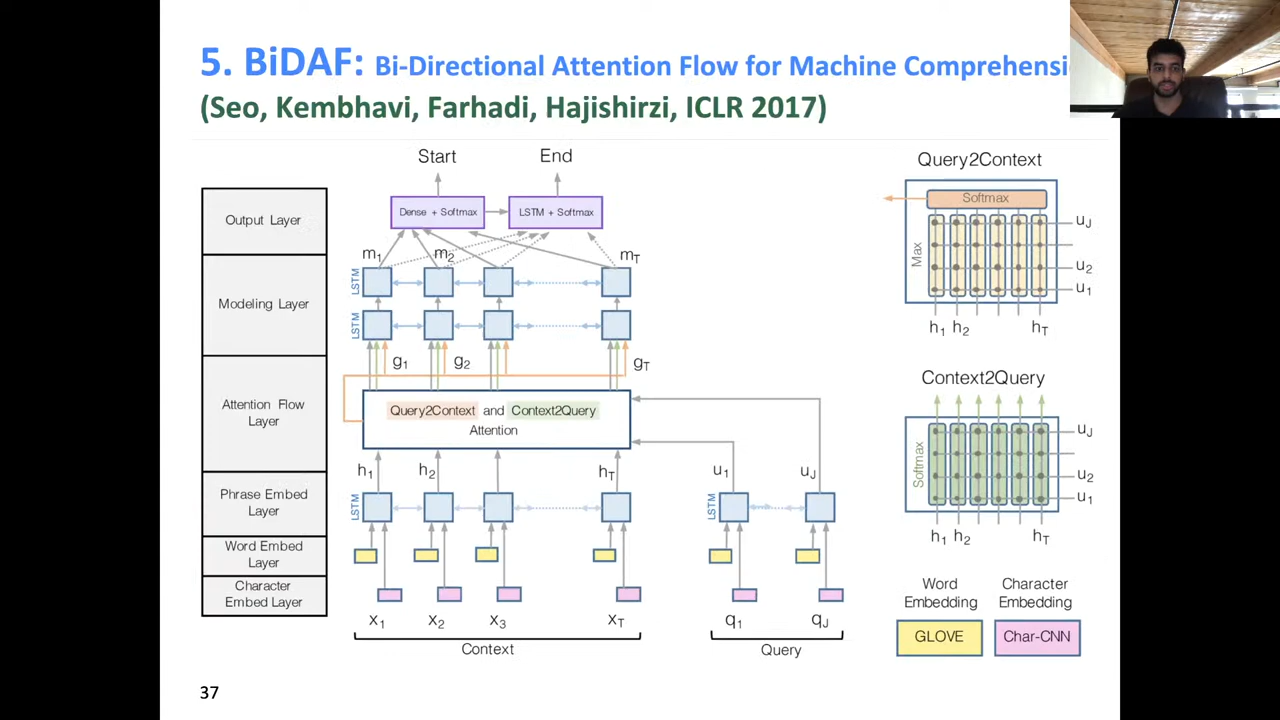 5. BiDAF: Bi-Directional Attention Flow for Machine Comprehensi
(Seo, Kembhavi, Farhadi, Hajishirzi, ICLR 2017)
Output Layer
Modeling Layer
Attention Flow
Layer
Phrase Embed
Layer
Word Embed
Layer
Character
Embed Layer
Start End
Dense + Softmax LSTM + Softmax
m1 m2 mT
LSTM
LSTM
g1 g2 gT
Query2Context and Context2Query
Attention
h1 h2 hT u1 uJ
LSTM LSTM
x1 x2 x3 xT q1 qJ
Context Query
Query2Context
Softmax
Max
uJ
u2
u1
h1 h2 hT
Context2Query
Softmax
uJ
u2
u1
h1 h2 hT
Word
Embedding
GLOVE
Character
Embedding
Char-CNN
37